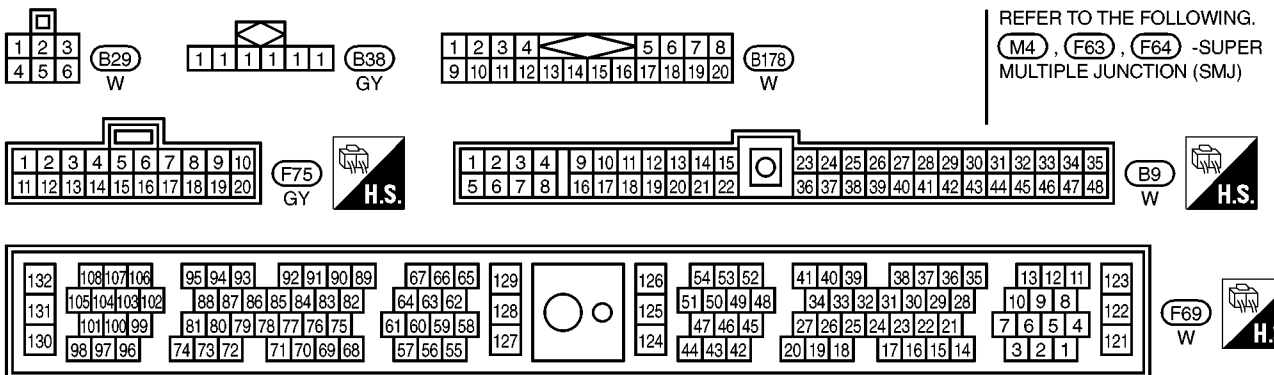 1 2 3
4 5 6
B29
W
1 1 1 1 1 1
B38
GY
1 2 3 4 5 6 7 8
9 10 11 12 13 14 15 16 17 18 19 20
B178
W
REFER TO THE FOLLOWING.
M4 , F63 , F64 -SUPER
MULTIPLE JUNCTION (SMJ)
1 2 3 4 5 6 7 8 9 10
11 12 13 14 15 16 17 18 19 20
F75
GY
H.S.
1 2 3 4 9 10 11 12 13 14 15 23 24 25 26 27 28 29 30 31 32 33 34 35
5 6 7 8 16 17 18 19 20 21 22 36 37 38 39 40 41 42 43 44 45 46 47 48
B9
W
H.S.
132 108 107 106 95 94 93 92 91 90 89 67 66 65 129 126 54 53 52 41 40 39 38 37 36 35 13 12 11 123
131 105 104 103 102 88 87 86 85 84 83 82 64 63 62 128 125 51 50 49 48 34 33 32 31 30 29 28 10 9 8 122
101 100 99 81 80 79 78 77 76 75 61 60 59 58 47 46 45 27 26 25 24 23 22 21 7 6 5 4
130 98 97 96 74 73 72 71 70 69 68 57 56 55 127 124 44 43 42 20 19 18 17 16 15 14 3 2 1 121
F69
W
H.S.